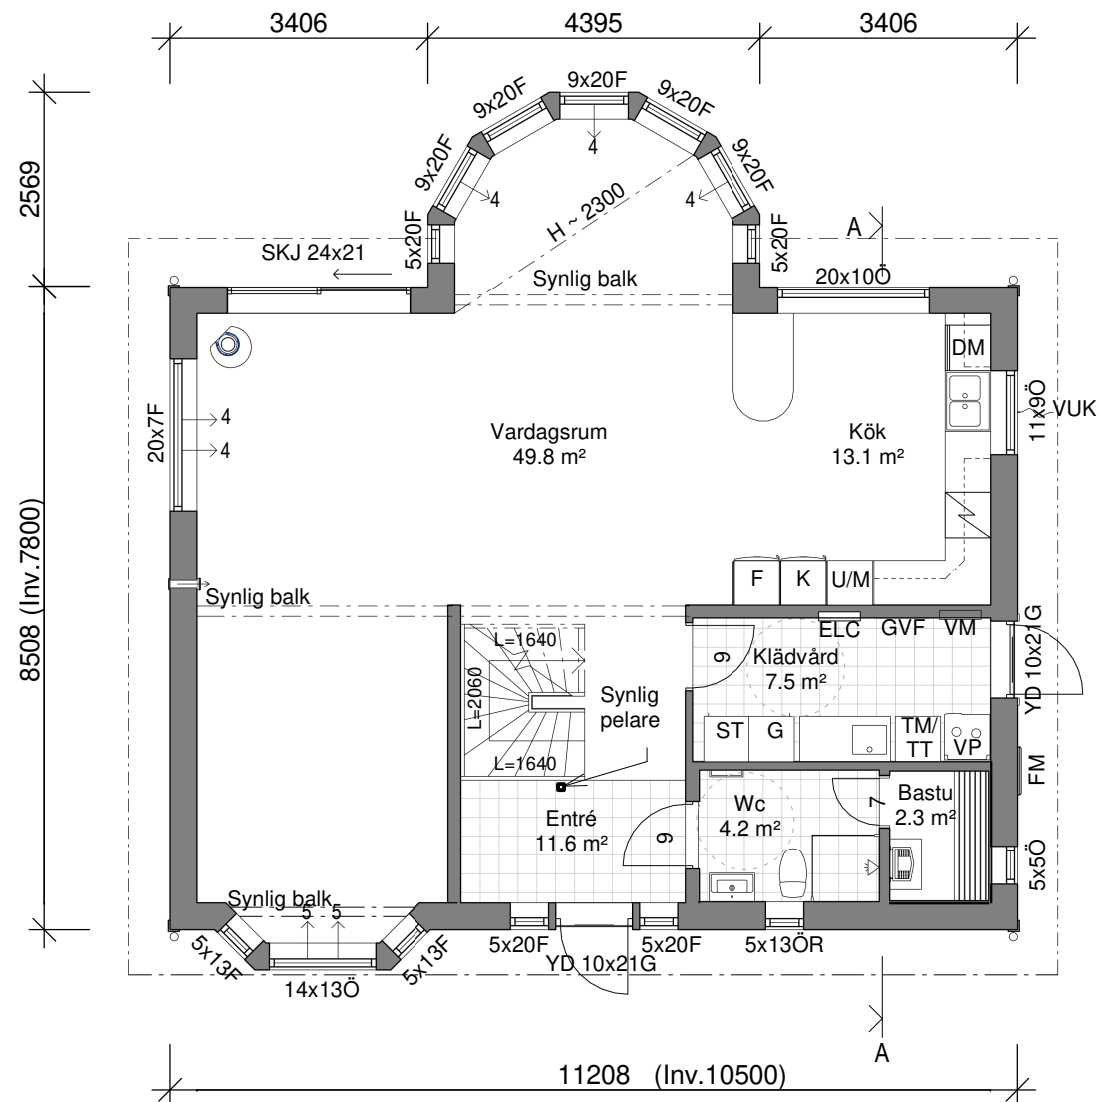 3406
4395
3406
9x20F
9x20F
9x20F
9x20F
9x20F
4
4
4
2569
H ~ 2300
5x20F
5x20F
A
SKJ 24x21
Synlig balk
20x10Ö
DM
11x9Ö
VUK
20x7F
4
4
Vardagsrum
49.8 m²
Kök
13.1 m²
8508 (Inv.7800)
F
K
U/M
Synlig balk
ELC
GVF
VM
L=1640
9
Klädvård
7.5 m²
YD 10x21G
L=2060
Synlig
pelare
ST
G
TM/
TT
VP
L=1640
FM
Entré
11.6 m²
9
Wc
4.2 m²
7
Bastu
2.3 m²
5x5Ö
Synlig balk
5
5
5x13F
5x13F
14x13Ö
5x20F
5x20F
YD 10x21G
5x13ÖR
A
11208 (Inv.10500)